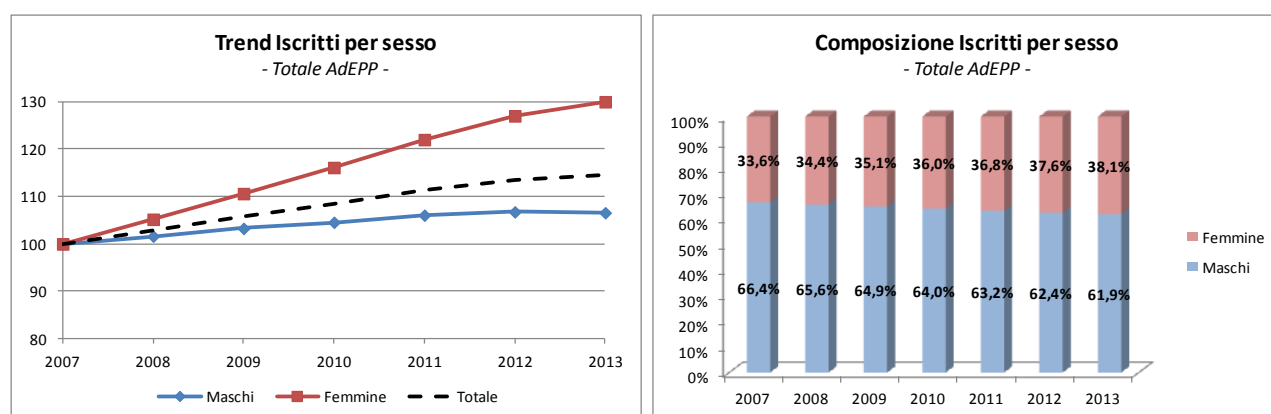 Trend Iscritti per sesso
- Totale AdEPP -
130
120
110
100
90
80
2007 2008 2009 2010 2011 2012 2013
Maschi Femmine Totale
Composizione Iscritti per sesso
- Totale AdEPP -
100%
90%
80%
70%
60%
50%
40%
30%
20%
10%
0%
33,6% 34,4% 35,1% 36,0% 36,8% 37,6% 38,1%
66,4% 65,6% 64,9% 64,0% 63,2% 62,4% 61,9%
2007 2008 2009 2010 2011 2012 2013
Femmine
Maschi